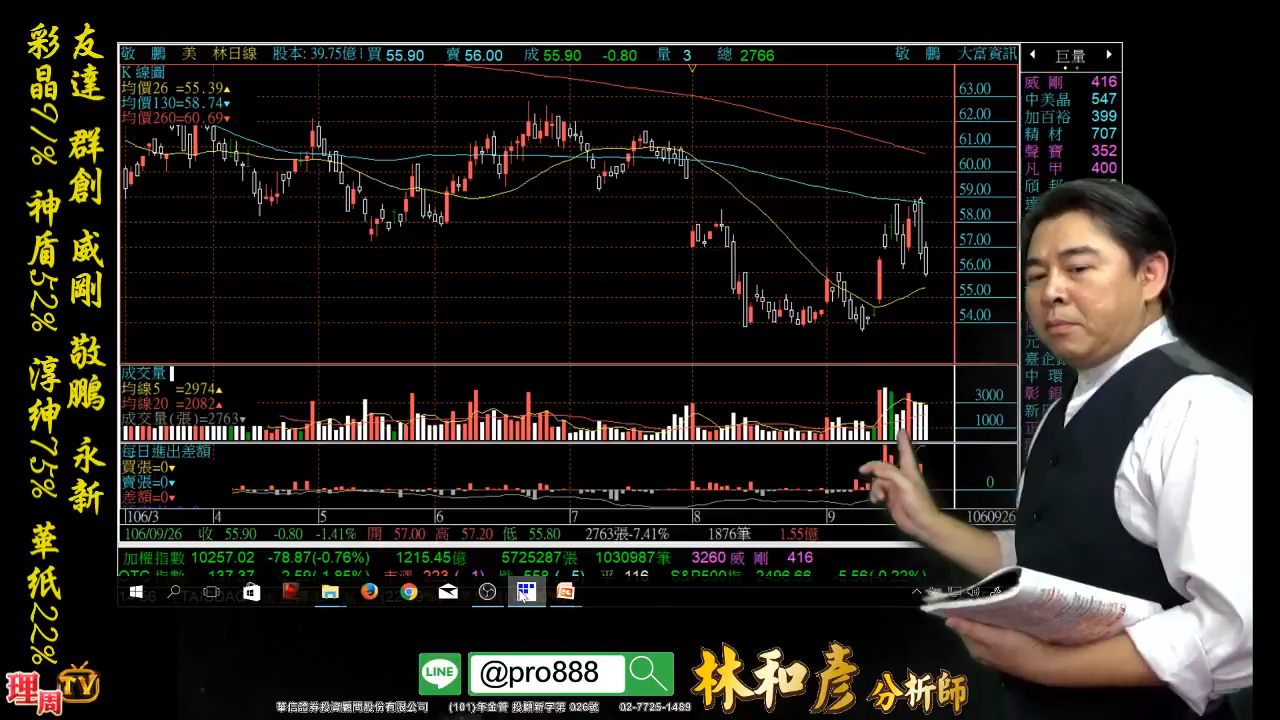 友達 群創 威剛 敬鵬 永新
彩晶91% 神盾52% 淳紳75% 華紙22%
敬 鵬 美 林日線 股本: 39.75億 買 55.90 賣 56.00 成 55.90 -0.80 量 3 總 2766 敬 鵬 大富資訊
K 線圖
均價26 =55.39
均價130=58.74
均價260=60.69
63.00
62.00
61.00
60.00
59.00
58.00
57.00
56.00
55.00
54.00
成交量
均線5 =2974
均線20 =2082
成交量(張)=2763
3000
1000
每日進出差額
買張=0
賣張=0
差額=0
0
106/3 4 5 6 7 8 9 1060926
106/09/26 收 55.90 -0.80 -1.41% 開 57.00 高 57.20 低 55.80 2763張-7.41% 1876筆 1.55億
加權指數 10257.02 -78.87(-0.76%) 1215.45億 5725287張 1030987筆 3260 威 剛 416
巨量
威 剛 416
中美晶 547
加百裕 399
精 材 707
聲 寶 352
凡 甲 400
中 環
彰 銀
LINE
@pro888
林和彥 分析師
華信證券投資顧問股份有限公司 (101)年金管 投顧新字第 026號 02-7725-1489
理周TV